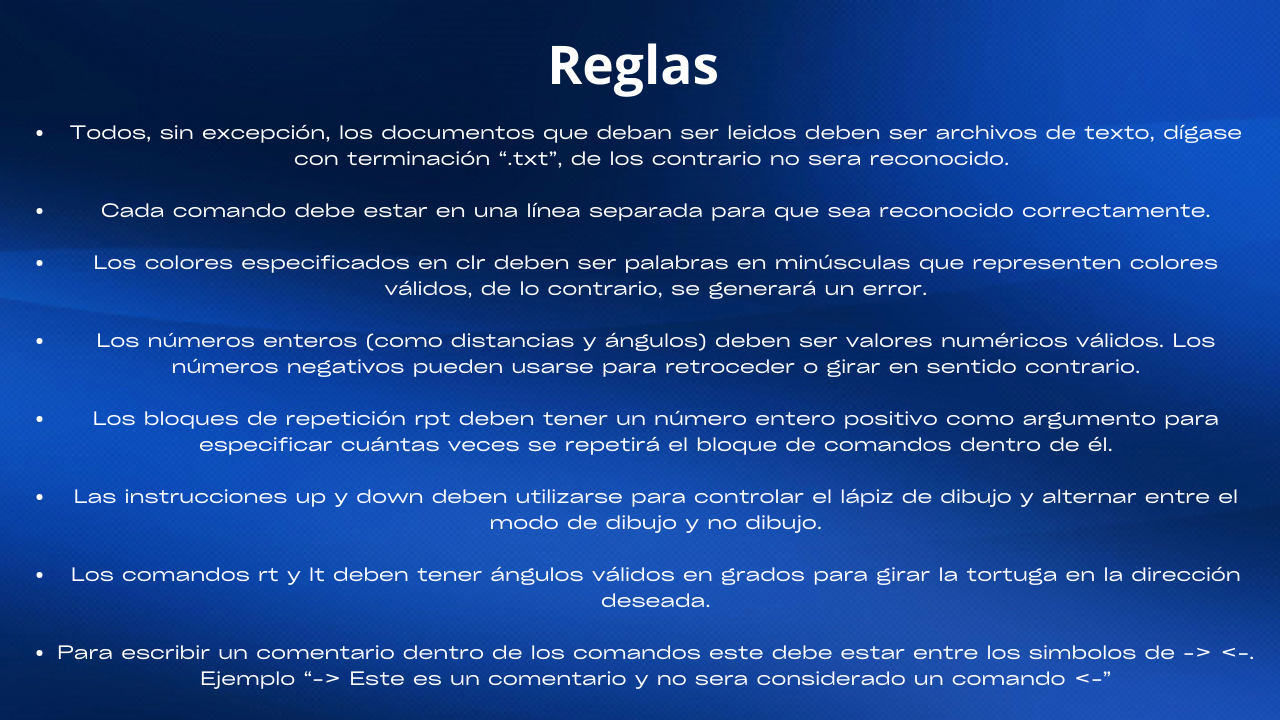 Reglas
• Todos, sin excepción, los documentos que deban ser leidos deben ser archivos de texto, dígase
con terminación “.txt”, de los contrario no sera reconocido.
• Cada comando debe estar en una línea separada para que sea reconocido correctamente.
• Los colores especificados en clr deben ser palabras en minúsculas que representen colores
válidos, de lo contrario, se generará un error.
• Los números enteros (como distancias y ángulos) deben ser valores numéricos válidos. Los
números negativos pueden usarse para retroceder o girar en sentido contrario.
• Los bloques de repetición rpt deben tener un número entero positivo como argumento para
especificar cuántas veces se repetirá el bloque de comandos dentro de él.
• Las instrucciones up y down deben utilizarse para controlar el lápiz de dibujo y alternar entre el
modo de dibujo y no dibujo.
• Los comandos rt y lt deben tener ángulos válidos en grados para girar la tortuga en la dirección
deseada.
• Para escribir un comentario dentro de los comandos este debe estar entre los simbolos de -> <-.
Ejemplo “-> Este es un comentario y no sera considerado un comando <-”